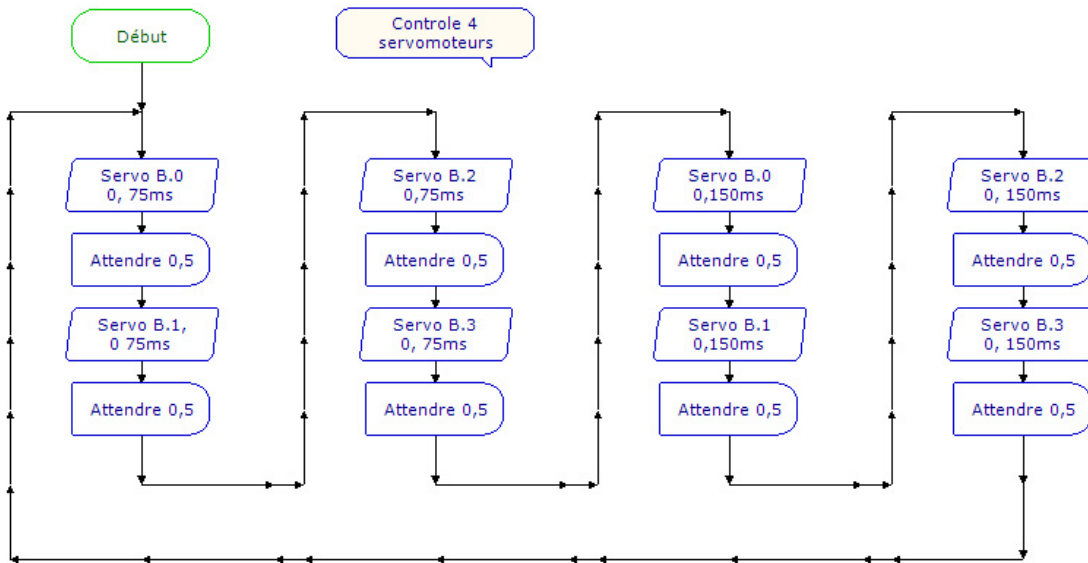 Début
Controle 4
servomoteurs
Servo B.0
0, 75ms
Attendre 0,5
Servo B.1,
0 75ms
Attendre 0,5
Servo B.2
0,75ms
Attendre 0,5
Servo B.3
0, 75ms
Attendre 0,5
Servo B.0
0,150ms
Attendre 0,5
Servo B.1
0,150ms
Attendre 0,5
Servo B.2
0, 150ms
Attendre 0,5
Servo B.3
0, 150ms
Attendre 0,5